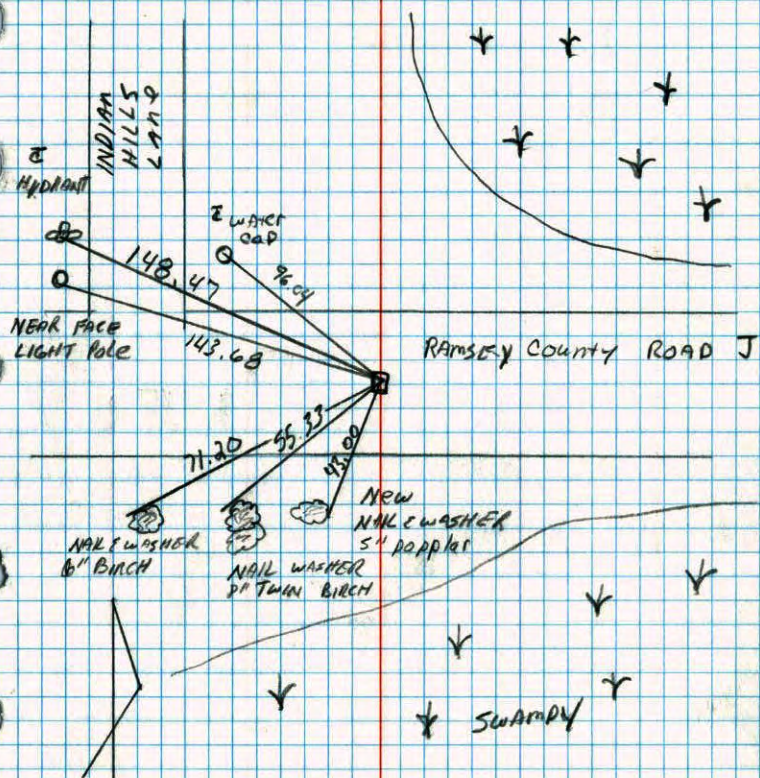 INDIAN
HILLS
LANE
HYDRANT
WATER
CAP
148.47
96.04
NEAR FACE
LIGHT POLE
143.68
RAMSEY COUNTY ROAD J
71.20
55.33
43.00
NEW
NAIL & WASHER
5" POPPLAR
NAIL & WASHER
6" BIRCH
NAIL WASHER
8" TWIN BIRCH
SWAMPY